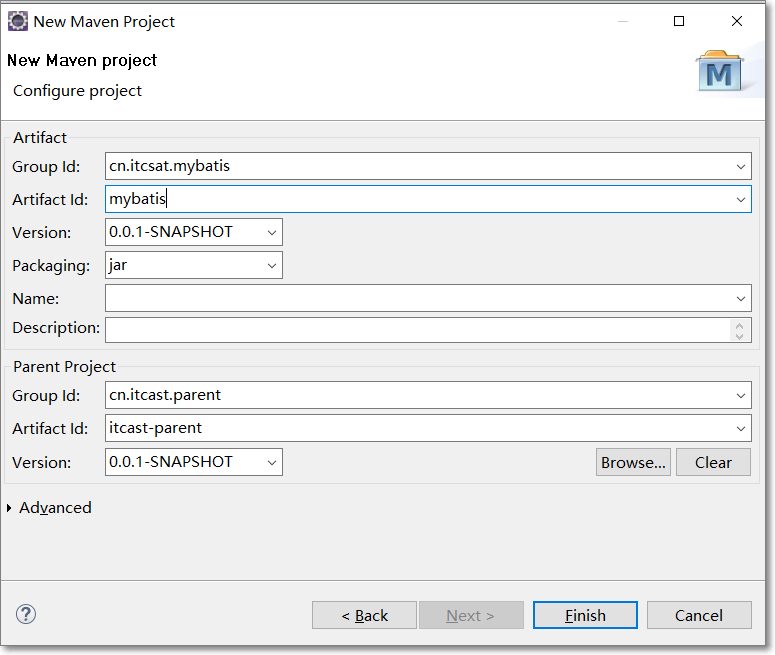 New Maven Project
New Maven project
Configure project
M
Artifact
Group Id: cn.itcsat.mybatis
Artifact Id: mybatis
Version: 0.0.1-SNAPSHOT
Packaging: jar
Name:
Description:
Parent Project
Group Id: cn.itcast.parent
Artifact Id: itcast-parent
Version: 0.0.1-SNAPSHOT Browse... Clear
Advanced
? < Back Next > Finish Cancel